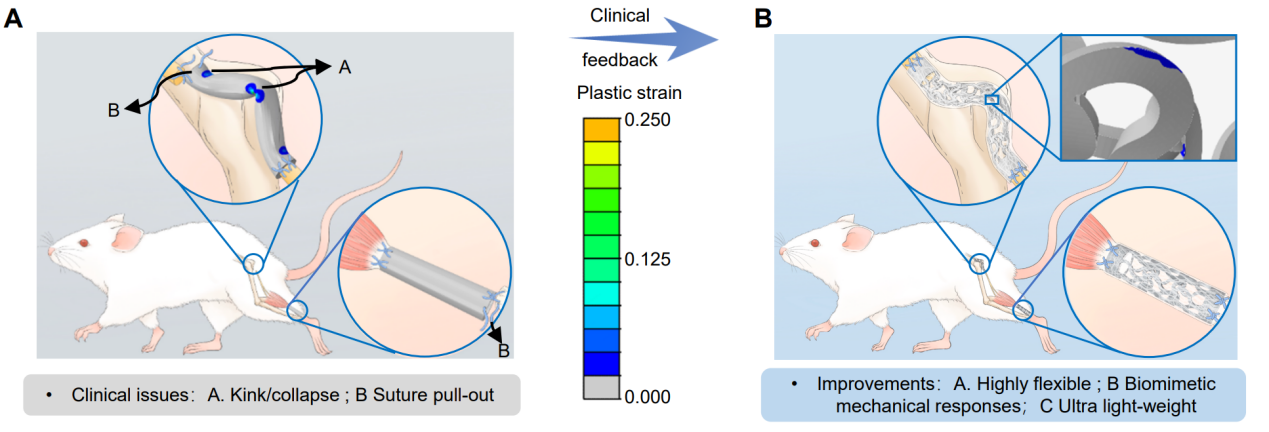 A
A
B
B
• Clinical issues： A. Kink/collapse ; B Suture pull-out
Clinical
feedback
Plastic strain
0.250
0.125
0.000
B
• Improvements： A. Highly flexible ; B Biomimetic
mechanical responses； C Ultra light-weight